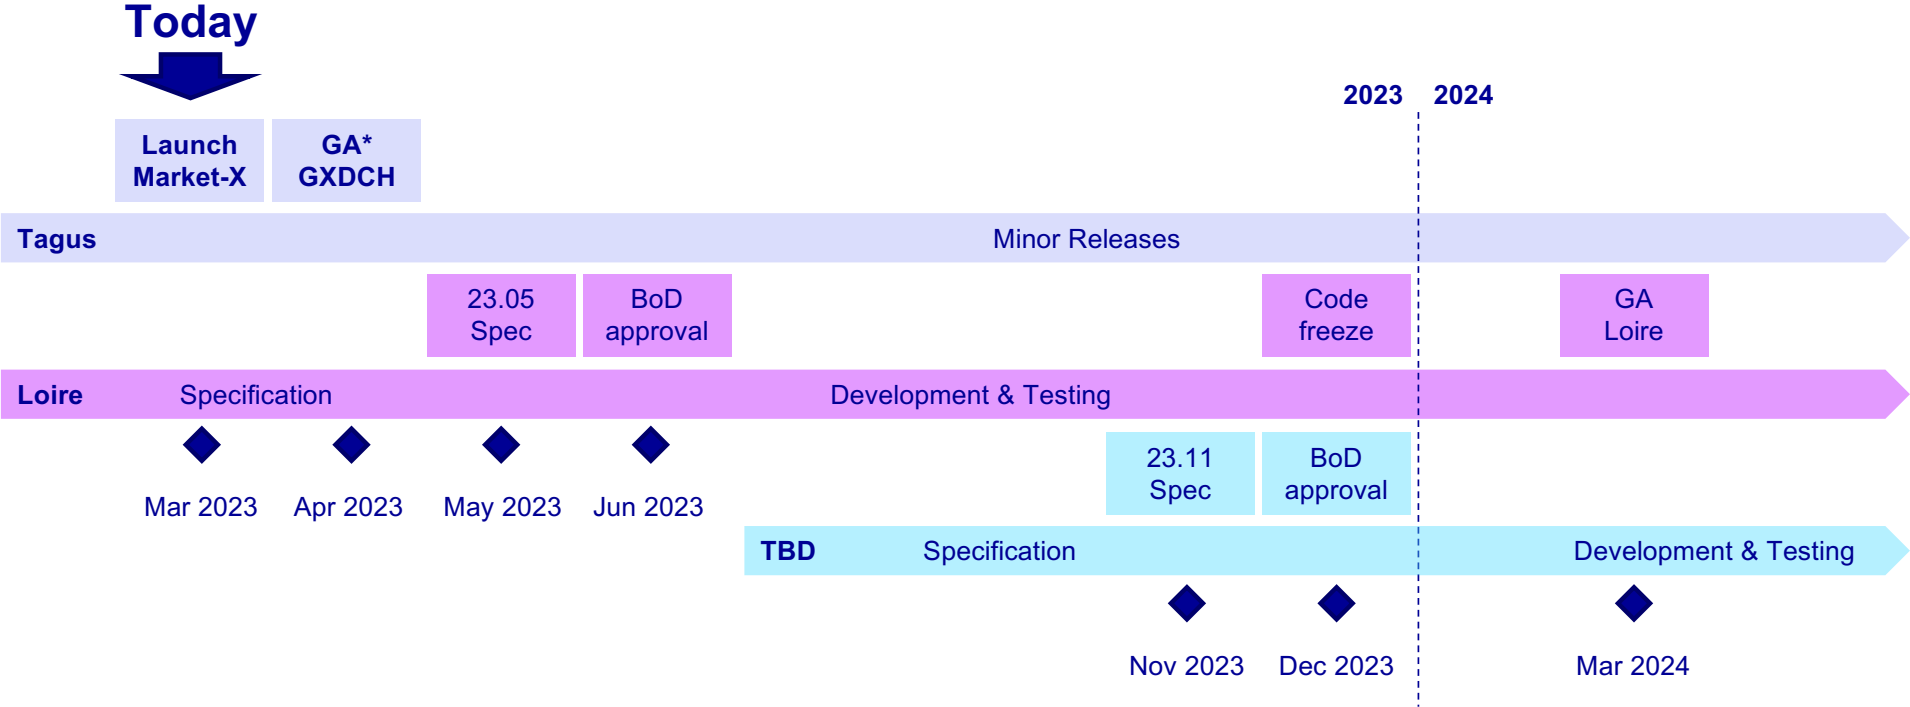 Today
2023 2024
Launch
Market-X
GA*
GXDCH
Tagus
Minor Releases
23.05
Spec
BoD
approval
Code
freeze
GA
Loire
Loire
Specification
Development & Testing
Mar 2023
Apr 2023
May 2023
Jun 2023
23.11
Spec
BoD
approval
TBD
Specification
Development & Testing
Nov 2023
Dec 2023
Mar 2024